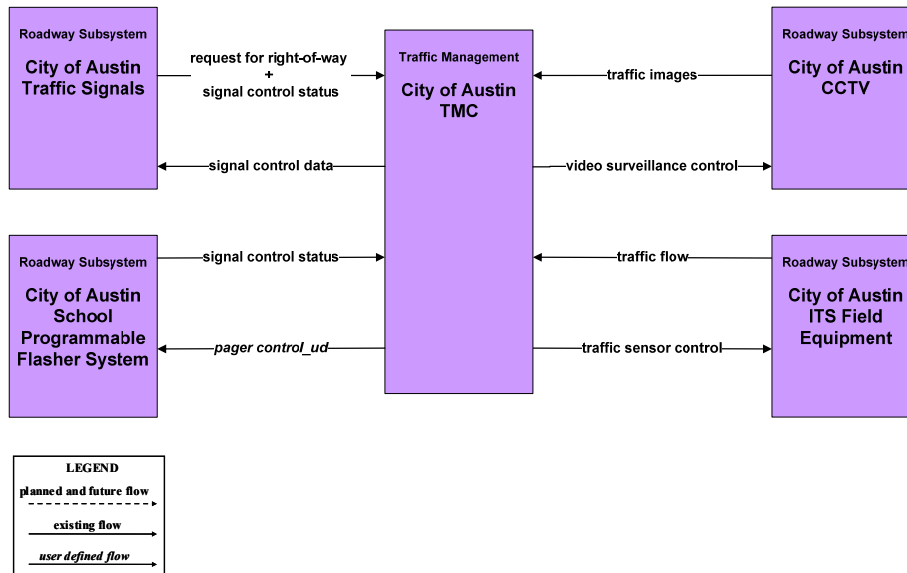 Roadway Subsystem
City of Austin
Traffic Signals
request for right-of-way
+
signal control status
signal control data
Traffic Management
City of Austin
TMC
traffic images
video surveillance control
Roadway Subsystem
City of Austin
CCTV
Roadway Subsystem
City of Austin
School
Programmable
Flasher System
signal control status
pager control_ud
traffic flow
traffic sensor control
Roadway Subsystem
City of Austin
ITS Field
Equipment
LEGEND
planned and future flow
existing flow
user defined flow